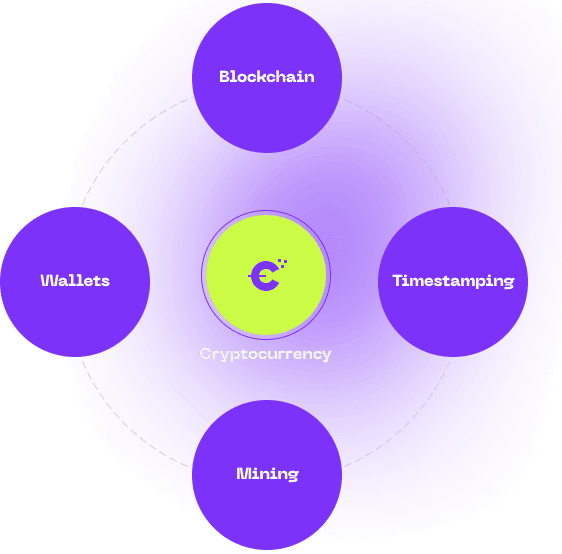 Blockchain
Wallets
Timestamping
Cryptocurrency
Mining